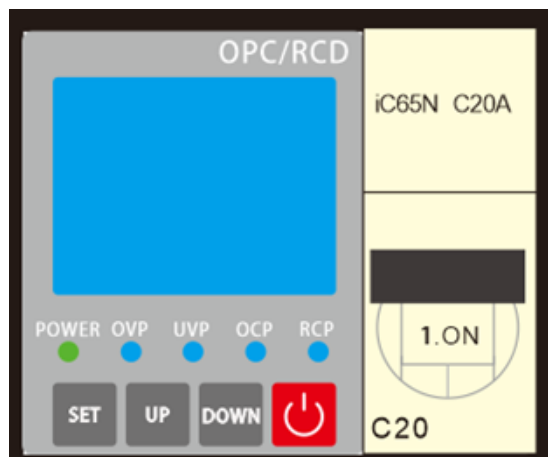 OPC/RCD
iC65N C20A
POWER OVP UVP OCP RCP
1.ON
SET UP DOWN
C20